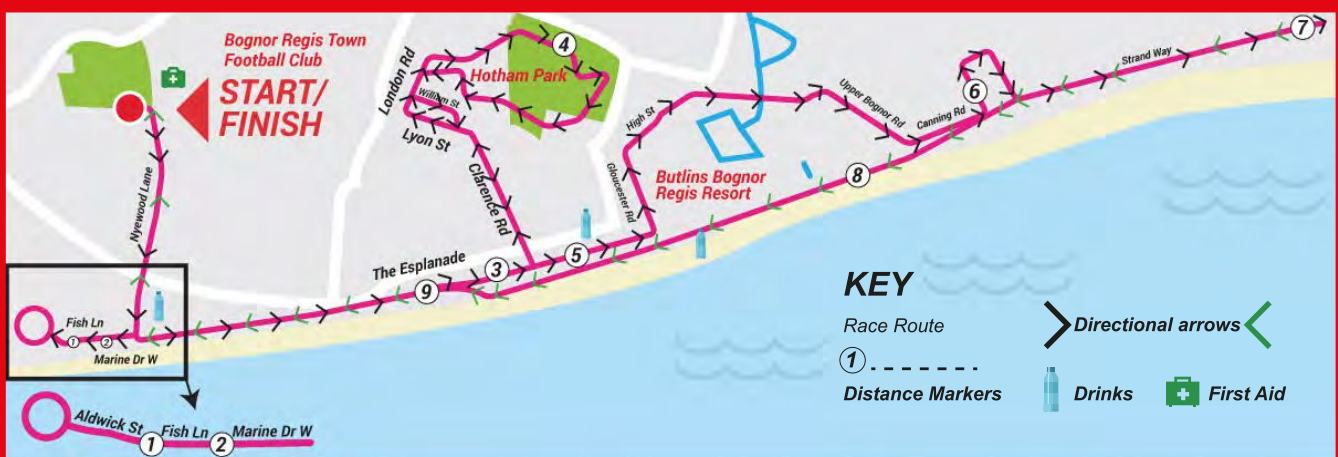 Bognor Regis Town
Football Club
START/
FINISH
London Rd
4
Hotham Park
William St
Lyon St
Clarence Rd
High St
Gloucester Rd
Upper Bognor Rd
Canning Rd
6
Strand Way
7
Butlins Bognor
Regis Resort
8
Nyewood Lane
The Esplanade
3
5
9
Fish Ln
1
2
Marine Dr W
Aldwick St
1
Fish Ln
2
Marine Dr W
KEY
Race Route
Directional arrows
1
Distance Markers
Drinks
First Aid